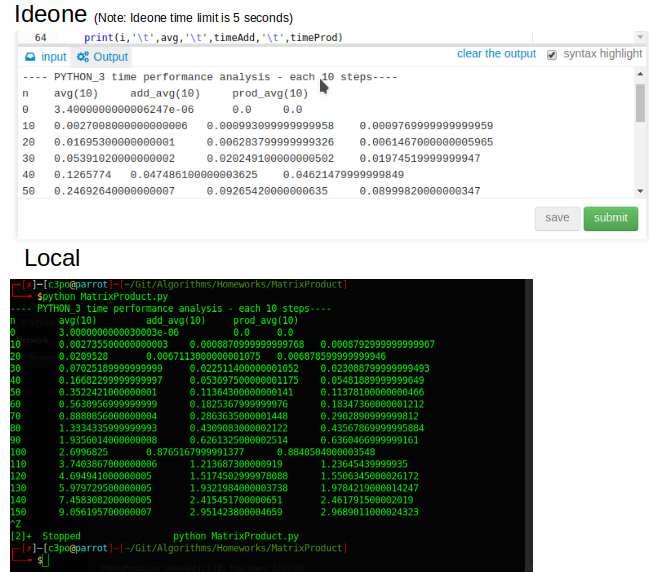 Ideone (Note: Ideone time limit is 5 seconds)
64 print(i,'\t',avg,'\t',timeAdd,'\t',timeProd)
input Output clear the output syntax highlight
---- PYTHON_3 time performance analysis - each 10 steps----
n avg(10) add_avg(10) prod_avg(10)
0 3.4000000000006247e-06 0.0 0.0
10 0.0027008000000000006 0.000993099999999958 0.0009769999999999959
20 0.01695300000000001 0.006283799999999326 0.0061467000000005965
30 0.05391020000000002 0.020249100000000502 0.01974519999999947
40 0.1265774 0.047486100000003625 0.04621479999999849
50 0.24692640000000007 0.09265420000000635 0.08999820000000347
save submit
Local
┌─[✗]─[c3po@parrot]─[~/Git/Algorithms/Homeworks/MatrixProduct]
└──╼ $python MatrixProduct.py
---- PYTHON_3 time performance analysis - each 10 steps----
n avg(10) add_avg(10) prod_avg(10)
0 3.0000000000030003e-06 0.0 0.0
10 0.002735500000000003 0.0008870999999999768 0.0008792999999999967
20 0.0209528 0.0067113000000001075 0.006878599999999946
30 0.07025189999999999 0.022511400000001052 0.023088799999999493
40 0.16682299999999997 0.053697500000001175 0.05481889999999649
50 0.3522421000000001 0.11364300000000141 0.11378100000000466
60 0.5630956999999999 0.1825367999999976 0.18347360000001212
70 0.8880856000000004 0.2863635000001448 0.2902890999999812
80 1.3334335999999993 0.4309083000002122 0.43567869999995884
90 1.9356014000000008 0.6261325000002514 0.6360466999999161
100 2.6996825 0.8765167999991377 0.8840504000003548
110 3.7403867000000006 1.213687300000919 1.23645439999935
120 4.694941000000005 1.5174502999978088 1.5506345000026172
130 5.979729500000005 1.9321984000003738 1.9784219000014247
140 7.458308200000005 2.415451700000651 2.461791500002019
150 9.056195700000007 2.951423800004659 2.9689011000024323
^Z
[2]+ Stopped python MatrixProduct.py
┌─[✗]─[c3po@parrot]─[~/Git/Algorithms/Homeworks/MatrixProduct]
└──╼ $